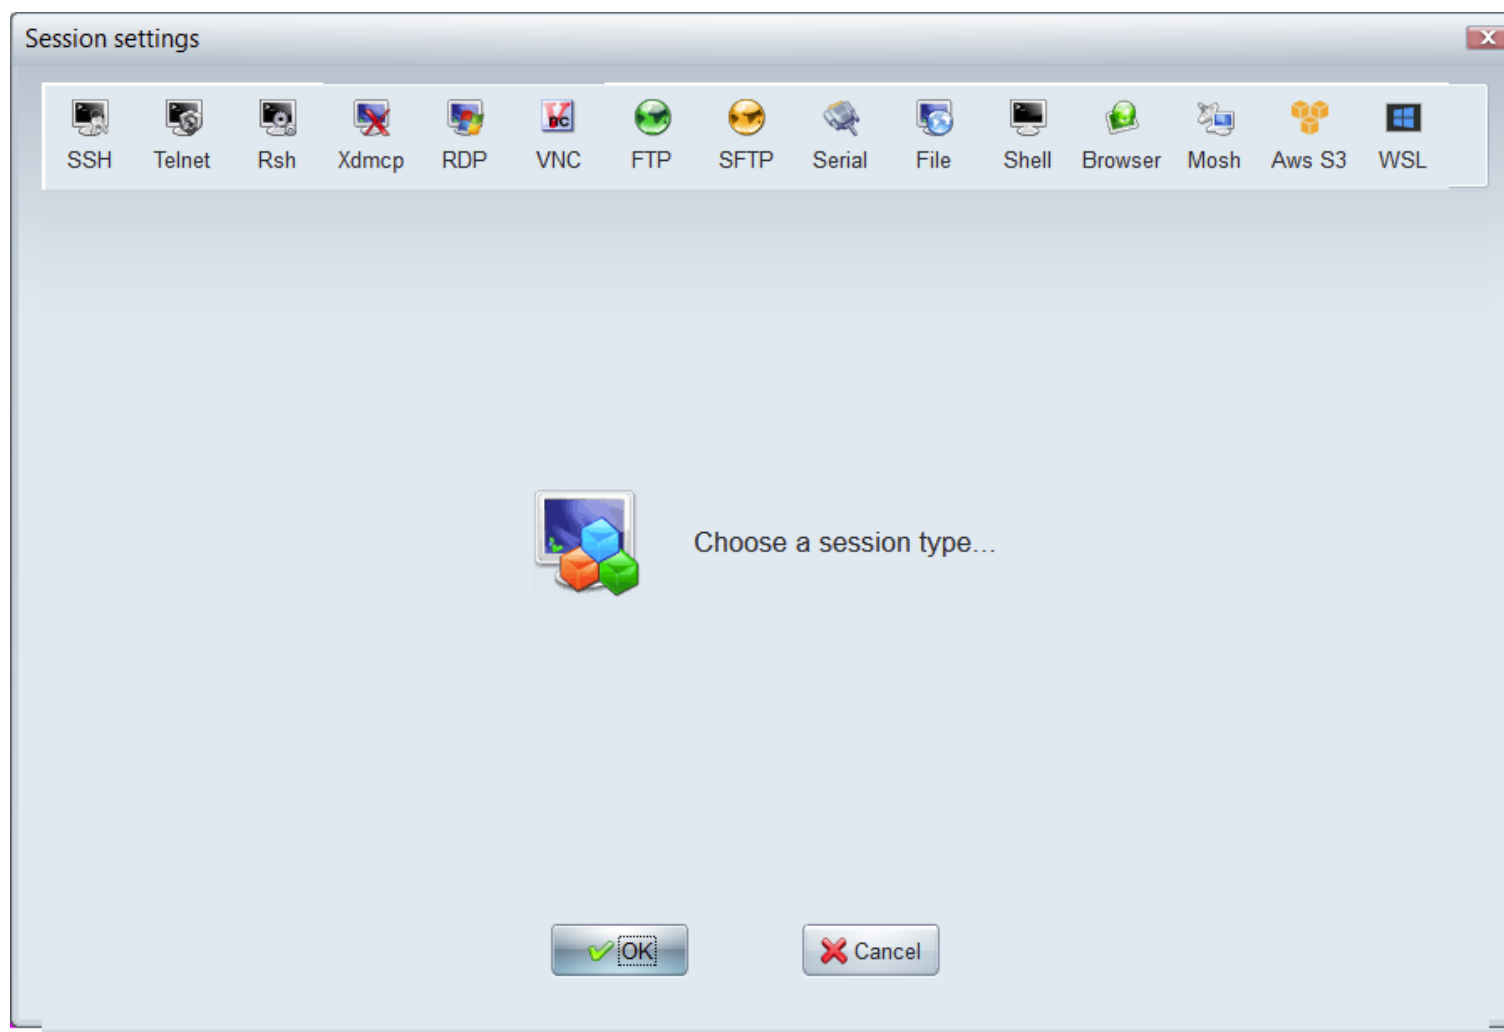 Session settings
SSH Telnet Rsh Xdmcp RDP VNC FTP SFTP Serial File Shell Browser Mosh Aws S3 WSL
Choose a session type...
OK Cancel